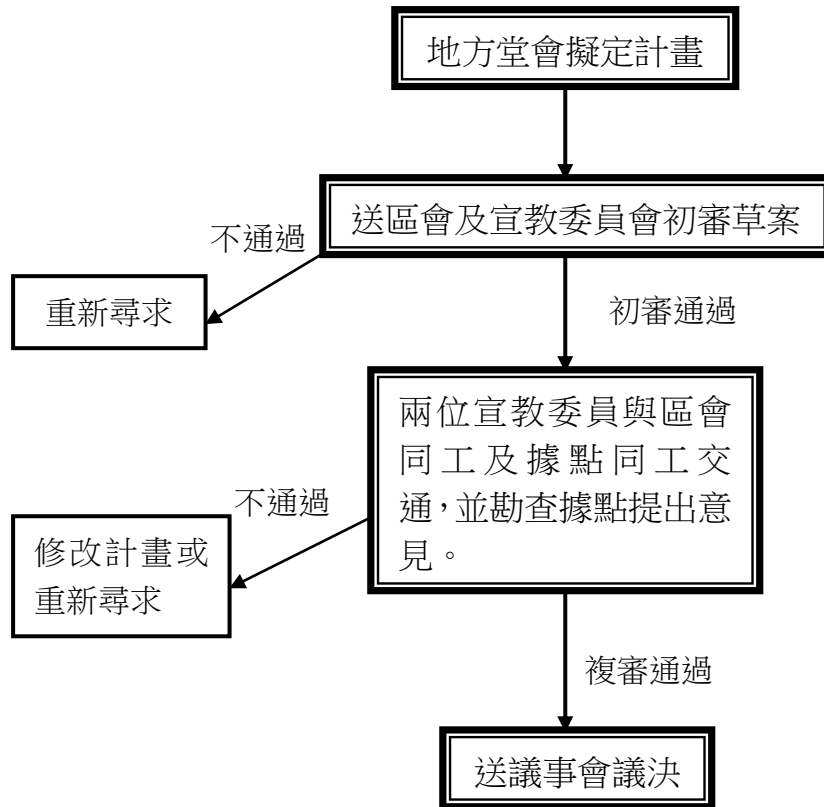 地方堂會擬定計畫
送區會及宣教委員會初審草案
不通過
重新尋求
初審通過
兩位宣教委員與區會
同工及據點同工交
通，並勘查據點提出意
見。
不通過
修改計畫或
重新尋求
複審通過
送議事會議決